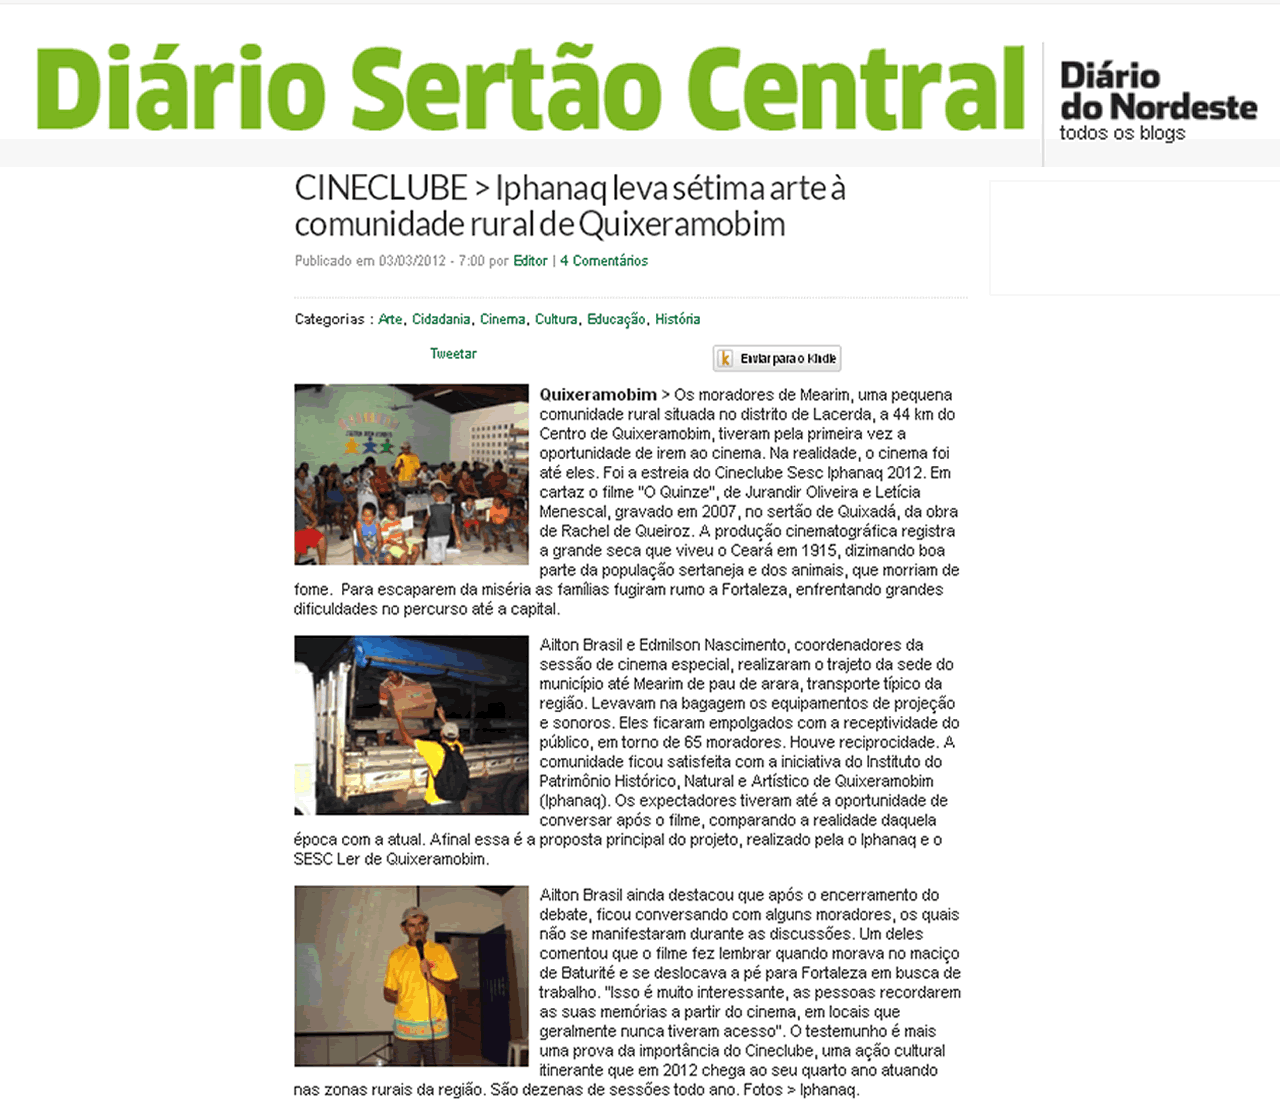 Diário Sertão Central
Diário
do Nordeste
todos os blogs
CINECLUBE > Iphanaq leva sétima arte à
comunidade rural de Quixeramobim
Publicado em 03/03/2012 - 7:00 por Editor | 4 Comentários
Categorias : Arte, Cidadania, Cinema, Cultura, Educação, História
Tweetar
k Enviar para o Kindle
Quixeramobim > Os moradores de Mearim, uma pequena
comunidade rural situada no distrito de Lacerda, a 44 km do
Centro de Quixeramobim, tiveram pela primeira vez a
oportunidade de irem ao cinema. Na realidade, o cinema foi
até eles. Foi a estreia do Cineclube Sesc Iphanaq 2012. Em
cartaz o filme "O Quinze", de Jurandir Oliveira e Letícia
Menescal, gravado em 2007, no sertão de Quixadá, da obra
de Rachel de Queiroz. A produção cinematográfica registra
a grande seca que viveu o Ceará em 1915, dizimando boa
parte da população sertaneja e dos animais, que morriam de
fome. Para escaparem da miséria as famílias fugiram rumo a Fortaleza, enfrentando grandes
dificuldades no percurso até a capital.
Ailton Brasil e Edmilson Nascimento, coordenadores da
sessão de cinema especial, realizaram o trajeto da sede do
município até Mearim de pau de arara, transporte típico da
região. Levavam na bagagem os equipamentos de projeção
e sonoros. Eles ficaram empolgados com a receptividade do
público, em torno de 65 moradores. Houve reciprocidade. A
comunidade ficou satisfeita com a iniciativa do Instituto do
Patrimônio Histórico, Natural e Artístico de Quixeramobim
(Iphanaq). Os expectadores tiveram até a oportunidade de
conversar após o filme, comparando a realidade daquela
época com a atual. Afinal essa é a proposta principal do projeto, realizado pela o Iphanaq e o
SESC Ler de Quixeramobim.
Ailton Brasil ainda destacou que após o encerramento do
debate, ficou conversando com alguns moradores, os quais
não se manifestaram durante as discussões. Um deles
comentou que o filme fez lembrar quando morava no maciço
de Baturité e se deslocava a pé para Fortaleza em busca de
trabalho. "Isso é muito interessante, as pessoas recordarem
as suas memórias a partir do cinema, em locais que
geralmente nunca tiveram acesso". O testemunho é mais
uma prova da importância do Cineclube, uma ação cultural
itinerante que em 2012 chega ao seu quarto ano atuando
nas zonas rurais da região. São dezenas de sessões todo ano. Fotos > Iphanaq.